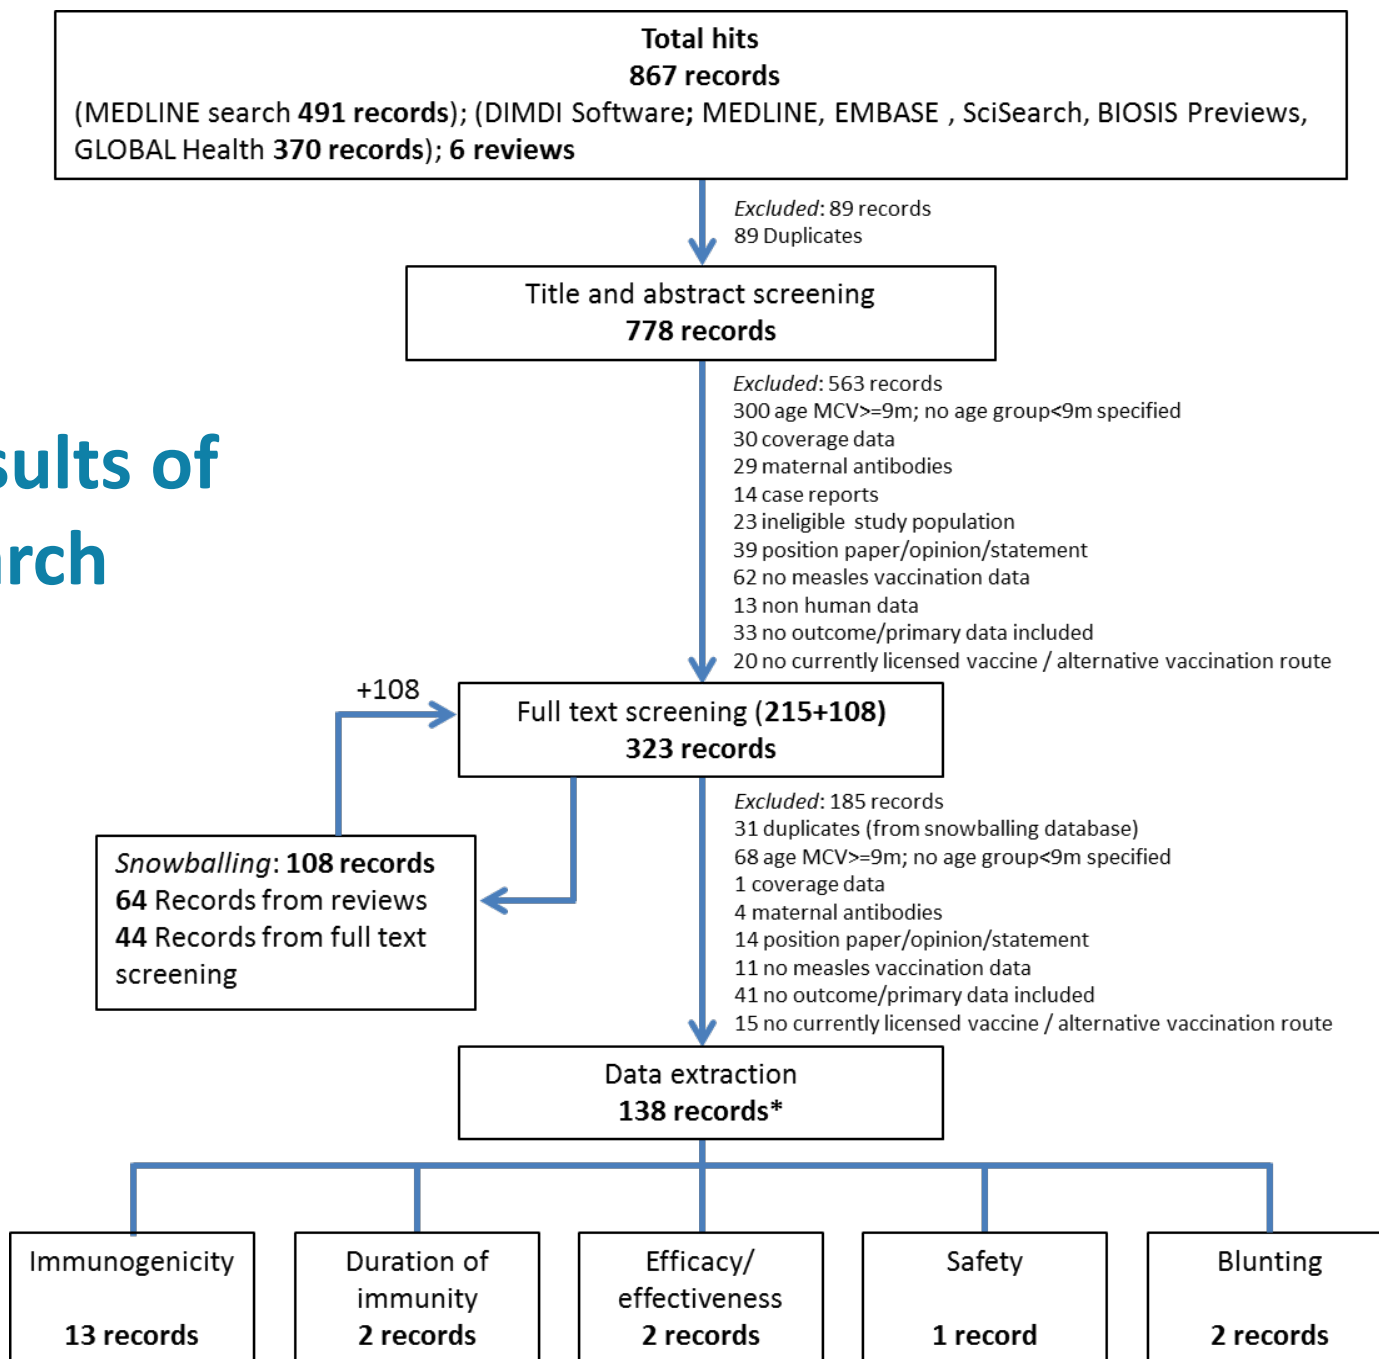 Total hits
867 records
(MEDLINE search 491 records); (DIMDI Software; MEDLINE, EMBASE , SciSearch, BIOSIS Previews,
GLOBAL Health 370 records); 6 reviews
Excluded: 89 records
89 Duplicates
Title and abstract screening
778 records
Excluded: 563 records
300 age MCV>=9m; no age group<9m specified
30 coverage data
29 maternal antibodies
14 case reports
23 ineligible study population
39 position paper/opinion/statement
62 no measles vaccination data
13 non human data
33 no outcome/primary data included
20 no currently licensed vaccine / alternative vaccination route
sults of
arch
+108
Full text screening (215+108)
323 records
Snowballing: 108 records
64 Records from reviews
44 Records from full text
screening
Excluded: 185 records
31 duplicates (from snowballing database)
68 age MCV>=9m; no age group<9m specified
1 coverage data
4 maternal antibodies
14 position paper/opinion/statement
11 no measles vaccination data
41 no outcome/primary data included
15 no currently licensed vaccine / alternative vaccination route
Data extraction
138 records*
Immunogenicity
13 records
Duration of
immunity
2 records
Efficacy/
effectiveness
2 records
Safety
1 record
Blunting
2 records